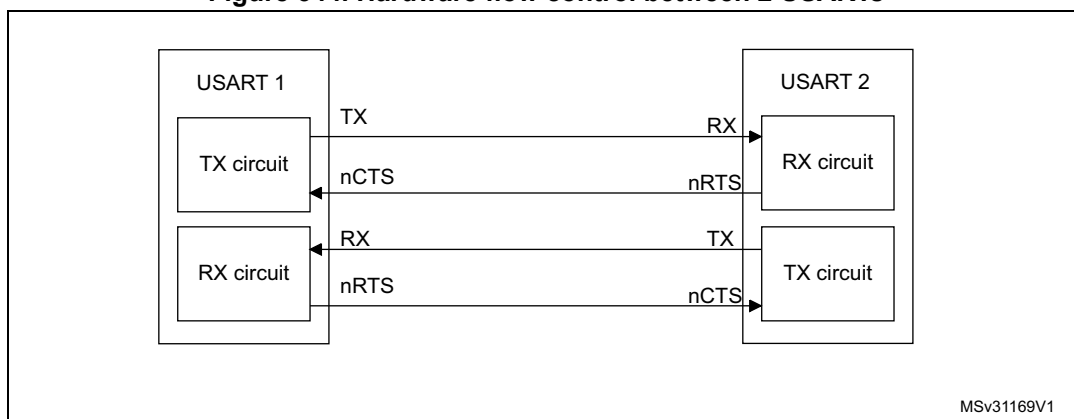 USART 1
USART 2
TX
RX
TX circuit
RX circuit
nCTS
nRTS
RX
TX
RX circuit
TX circuit
nRTS
nCTS
MSv31169V1